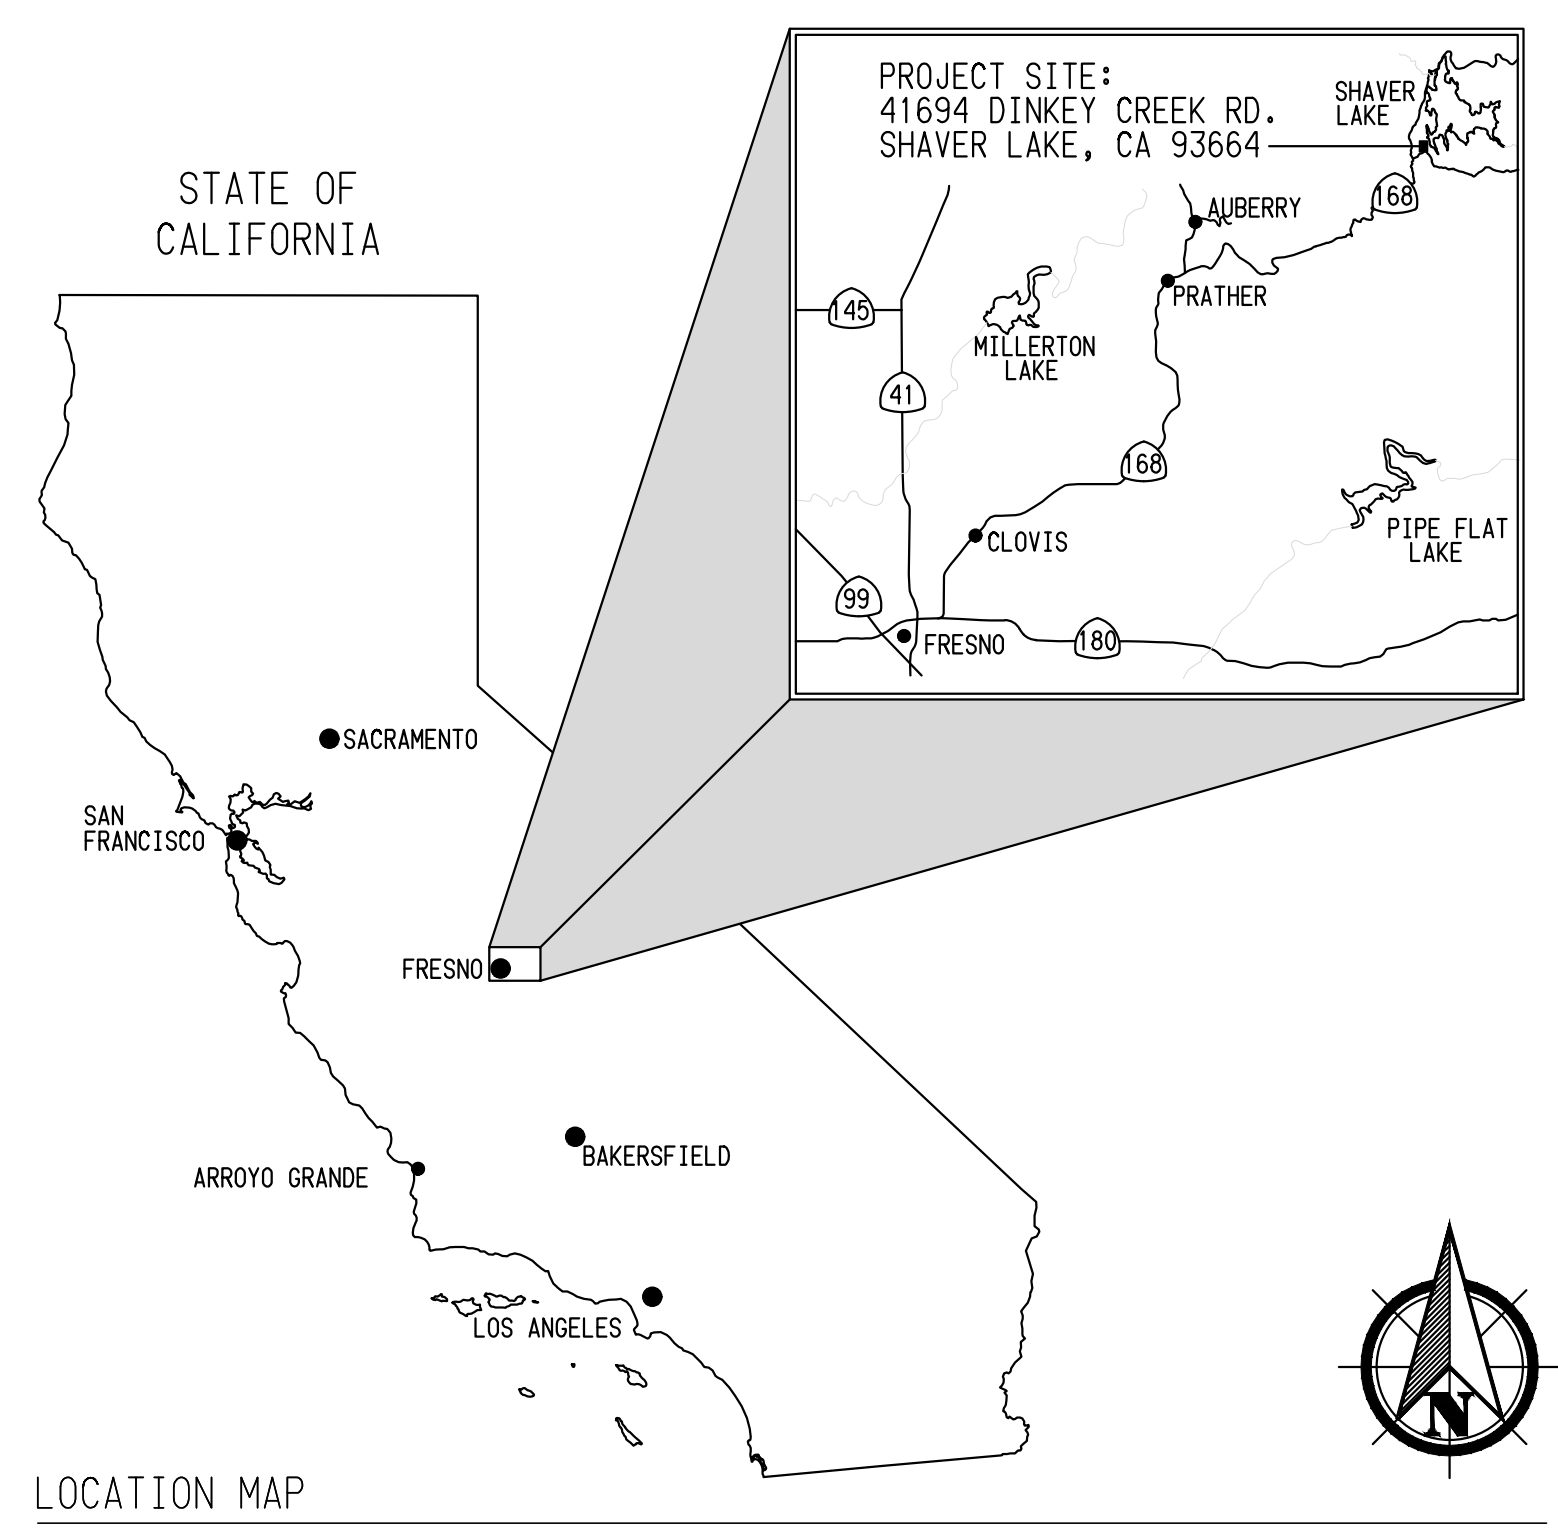 PROJECT SITE:
41694 DINKEY CREEK RD.
SHAVER LAKE, CA 93664
SHAVER
LAKE
168
AUBERRY
PRATHER
145
MILLERTON
LAKE
41
168
CLOVIS
PIPE FLAT
LAKE
99
FRESNO
180
STATE OF
CALIFORNIA
SACRAMENTO
SAN
FRANCISCO
FRESNO
BAKERSFIELD
ARROYO GRANDE
LOS ANGELES
N
LOCATION MAP